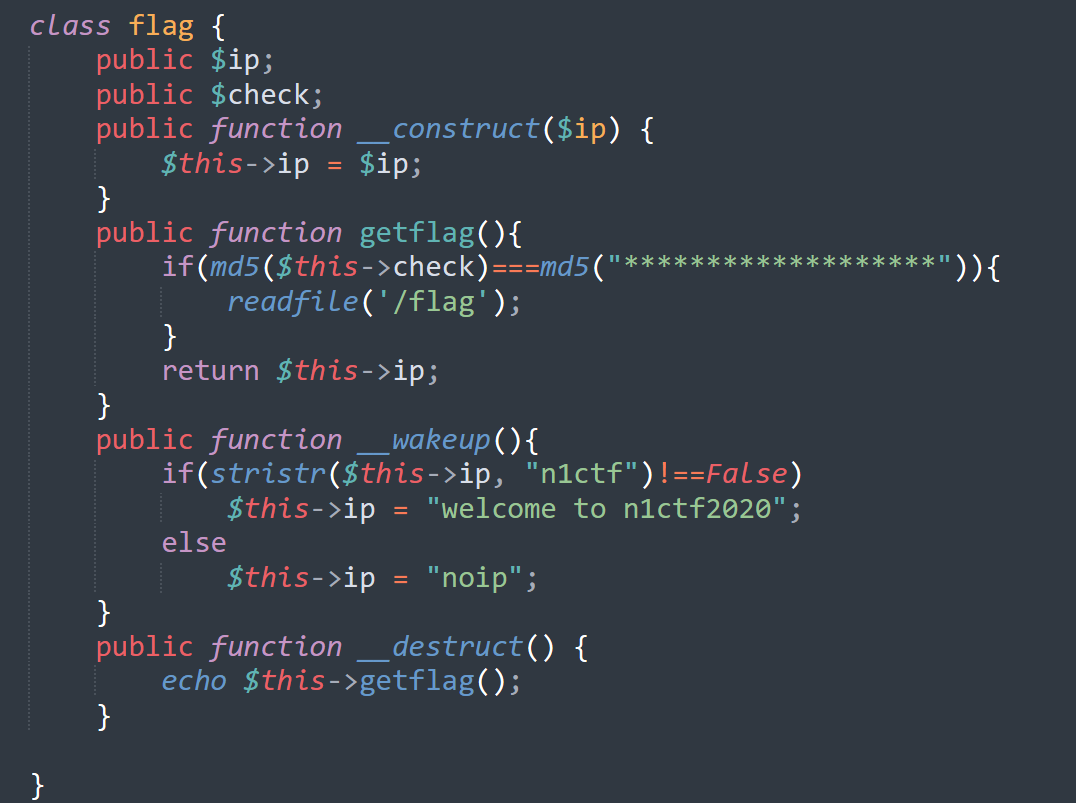 class flag {
    public $ip;
    public $check;
    public function __construct($ip) {
        $this->ip = $ip;
    }
    public function getflag(){
        if(md5($this->check)===md5("*******************")){
            readfile('/flag');
        }
        return $this->ip;
    }
    public function __wakeup(){
        if(stristr($this->ip, "n1ctf")!==False)
            $this->ip = "welcome to n1ctf2020";
        else
            $this->ip = "noip";
    }
    public function __destruct() {
        echo $this->getflag();
    }
}